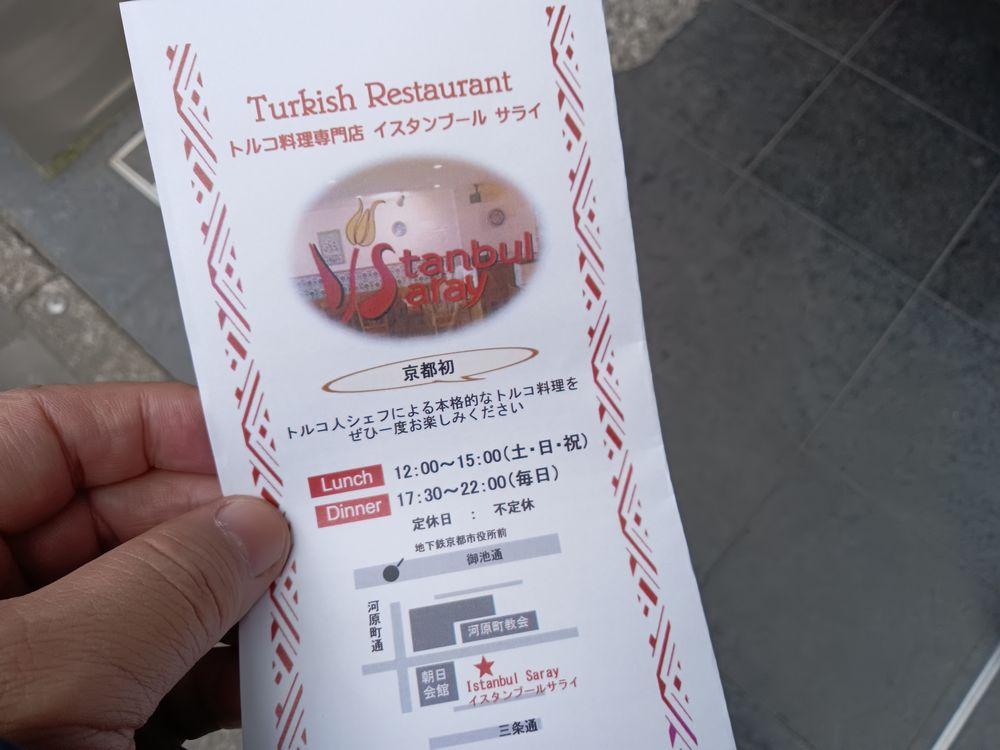 Turkish Restaurant
トルコ料理専門店 イスタンブール サライ
Istanbul
Saray
京都初
トルコ人シェフによる本格的なトルコ料理を
ぜひ一度お楽しみください
Lunch 12:00～15:00(土・日・祝)
Dinner 17:30～22:00(毎日)
定休日 : 不定休
地下鉄京都市役所前
御池通
河原町通
河原町教会
朝日
会館
Istanbul Saray
イスタンブールサライ
三条通